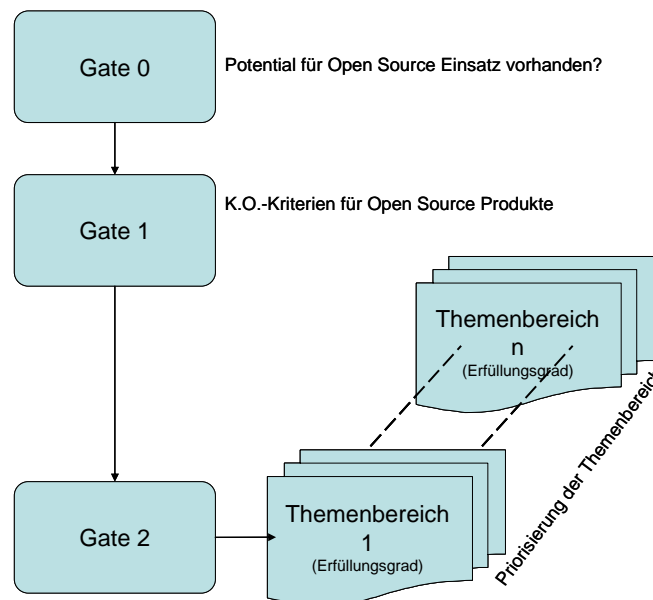 Gate 0
Potential für Open Source Einsatz vorhanden?
Gate 1
K.O.-Kriterien für Open Source Produkte
Themenbereich
n
(Erfüllungsgrad)
Priorisierung der Themenbereich
Gate 2
Themenbereich
1
(Erfüllungsgrad)